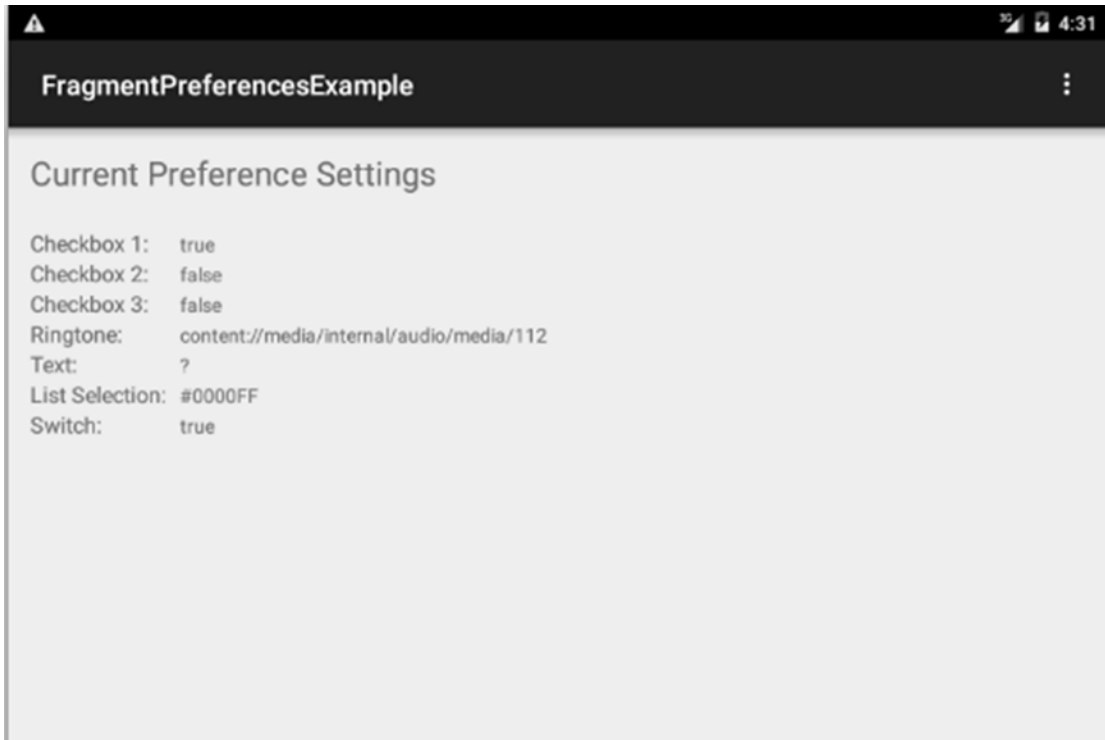 3G 4:31
FragmentPreferencesExample
Current Preference Settings
Checkbox 1: true
Checkbox 2: false
Checkbox 3: false
Ringtone: content://media/internal/audio/media/112
Text: ?
List Selection: #0000FF
Switch: true